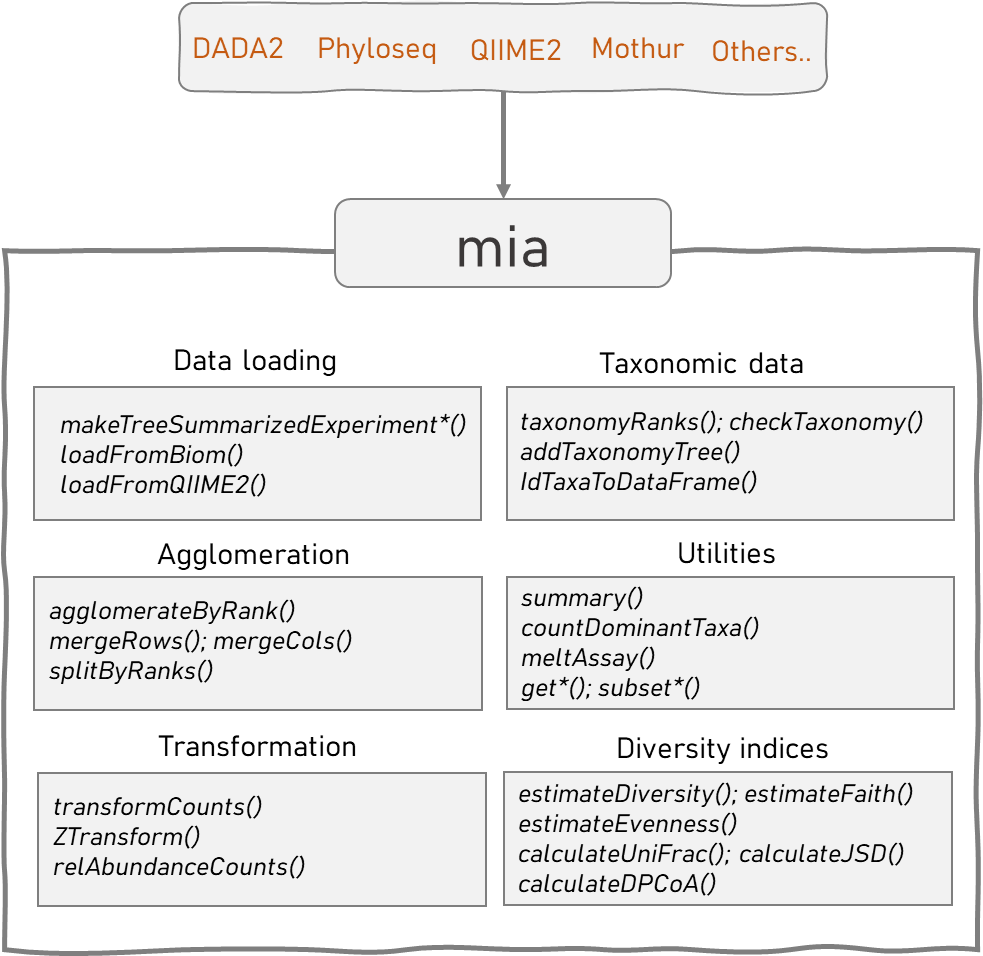 DADA2 Phyloseq QIIME2 Mothur Others..
mia
Data loading
makeTreeSummarizedExperiment*()
loadFromBiom()
loadFromQIIME2()
Taxonomic data
taxonomyRanks(); checkTaxonomy()
addTaxonomyTree()
IdTaxaToDataFrame()
Agglomeration
agglomerateByRank()
mergeRows(); mergeCols()
splitByRanks()
Utilities
summary()
countDominantTaxa()
meltAssay()
get*(); subset*()
Transformation
transformCounts()
ZTransform()
relAbundanceCounts()
Diversity indices
estimateDiversity(); estimateFaith()
estimateEvenness()
calculateUniFrac(); calculateJSD()
calculateDPCoA()